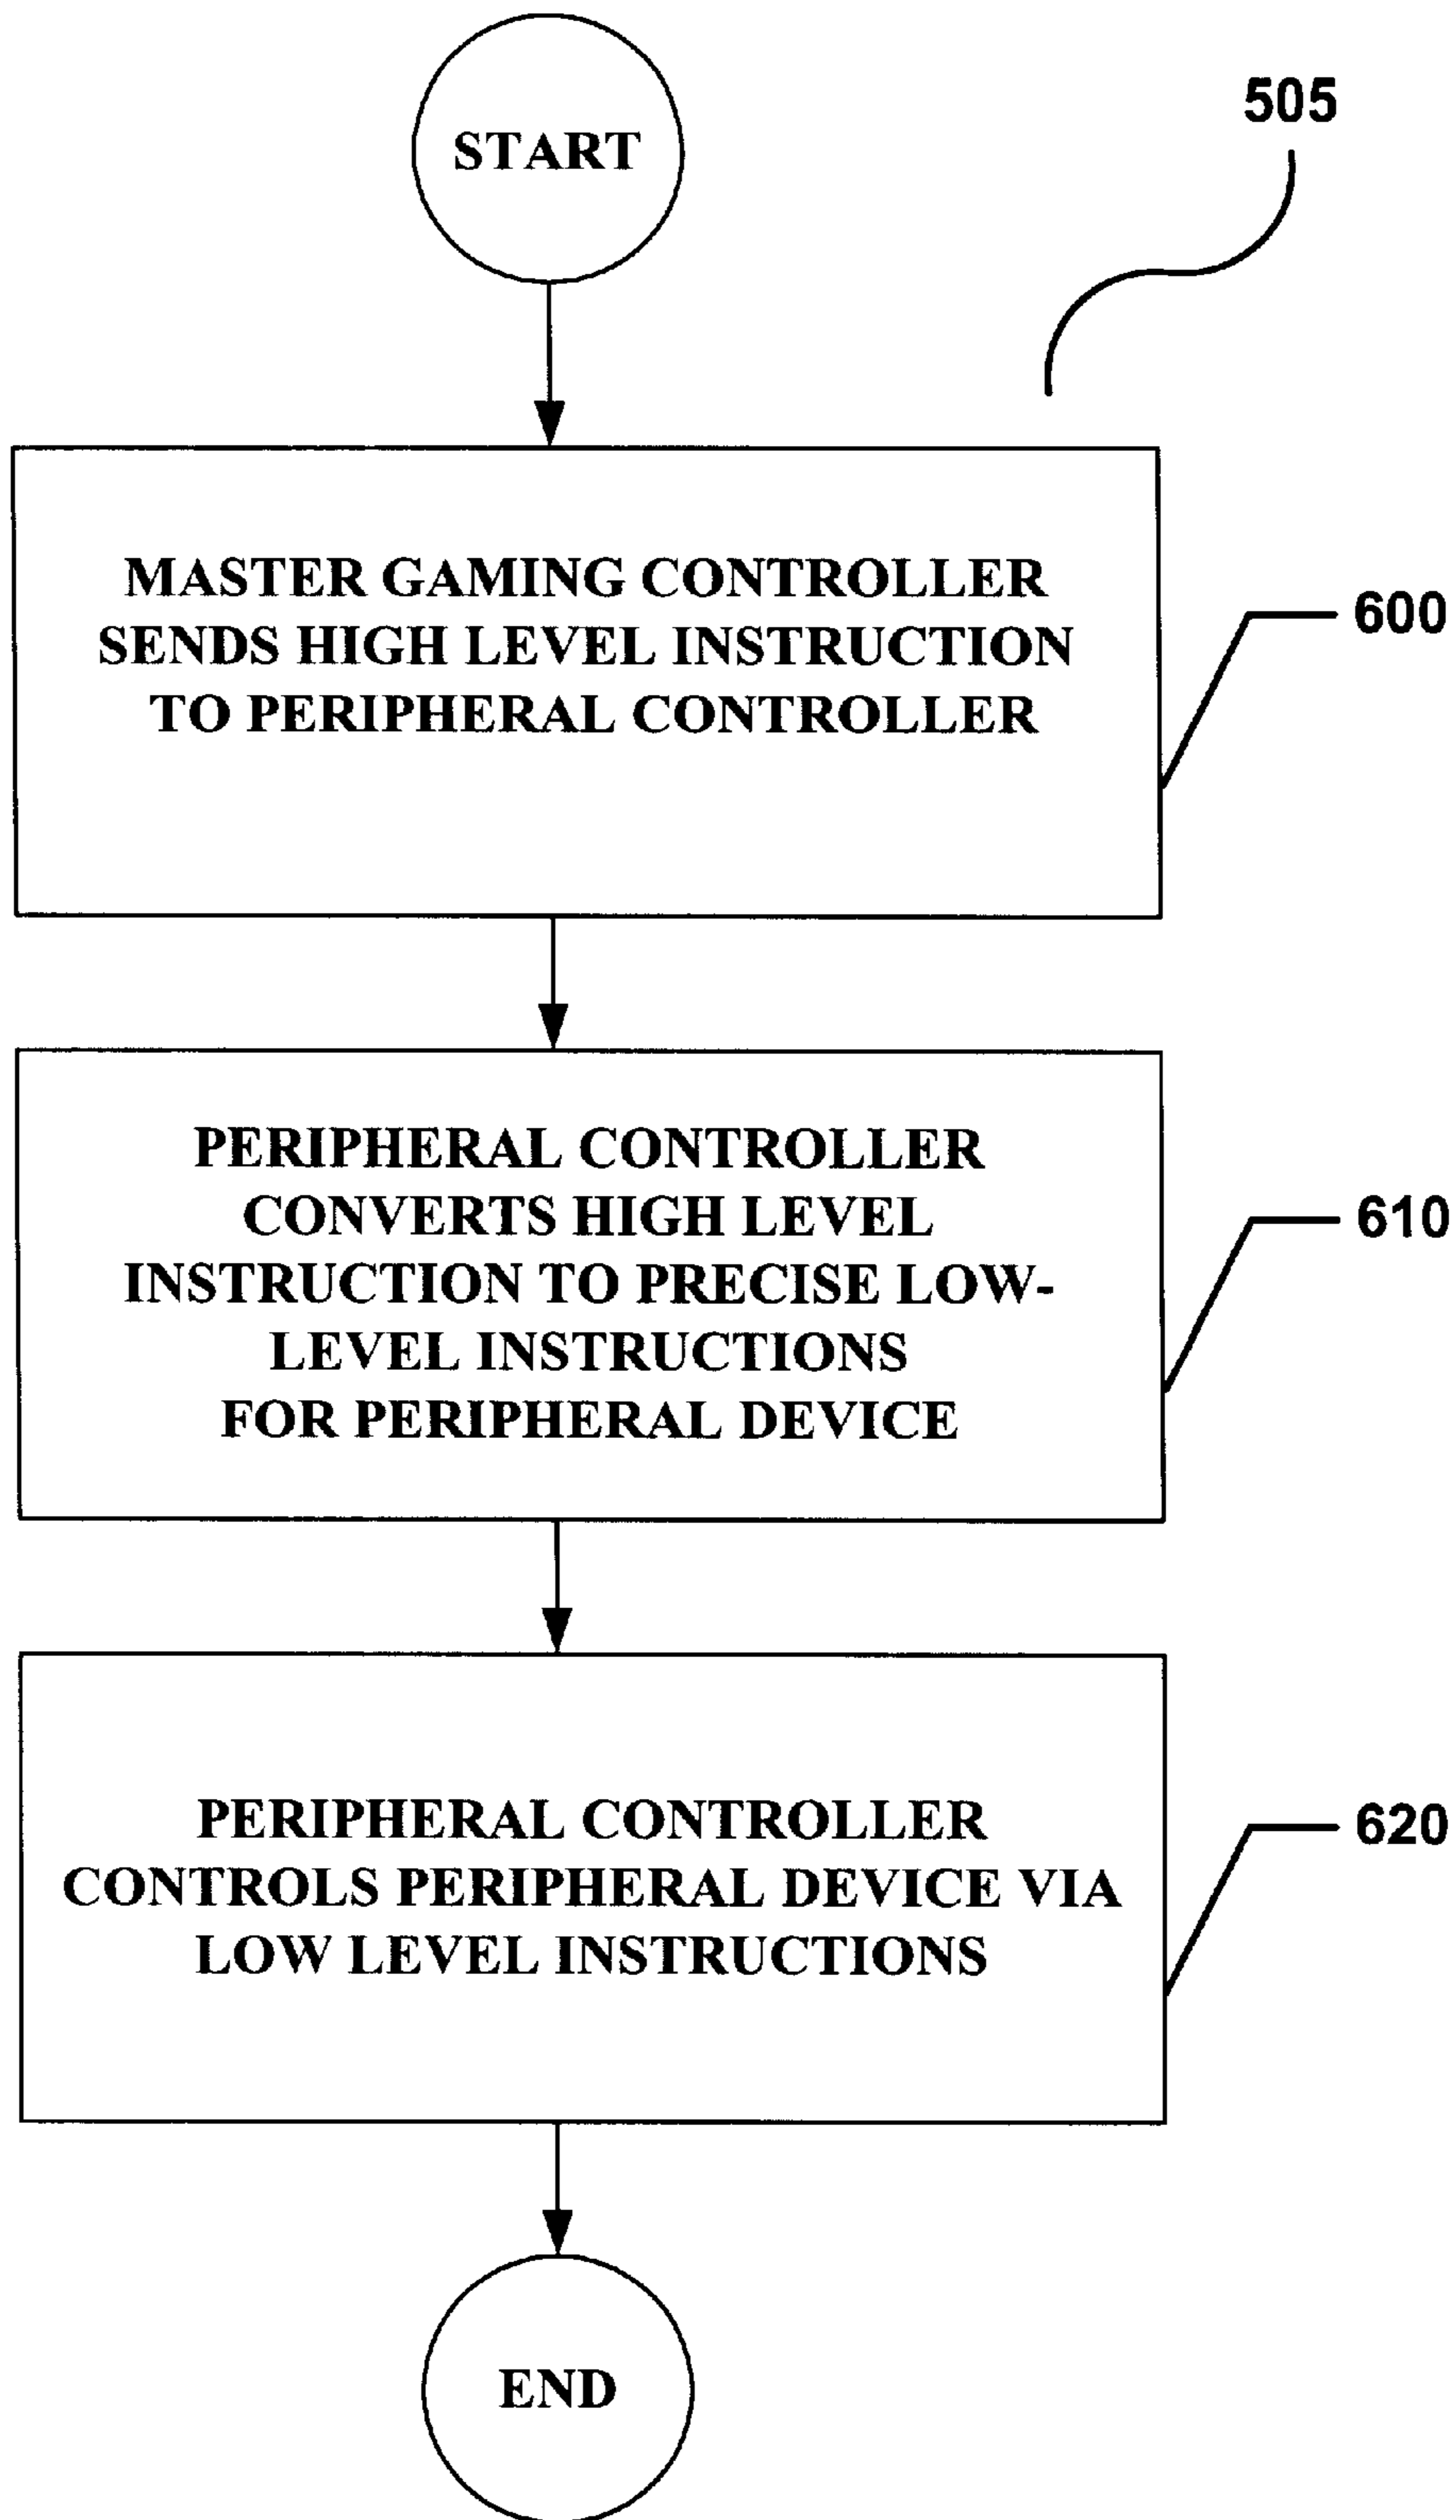 START
505
MASTER GAMING CONTROLLER
SENDS HIGH LEVEL INSTRUCTION
TO PERIPHERAL CONTROLLER
600
PERIPHERAL CONTROLLER
CONVERTS HIGH LEVEL
INSTRUCTION TO PRECISE LOW-
LEVEL INSTRUCTIONS
FOR PERIPHERAL DEVICE
610
PERIPHERAL CONTROLLER
CONTROLS PERIPHERAL DEVICE VIA
LOW LEVEL INSTRUCTIONS
620
END